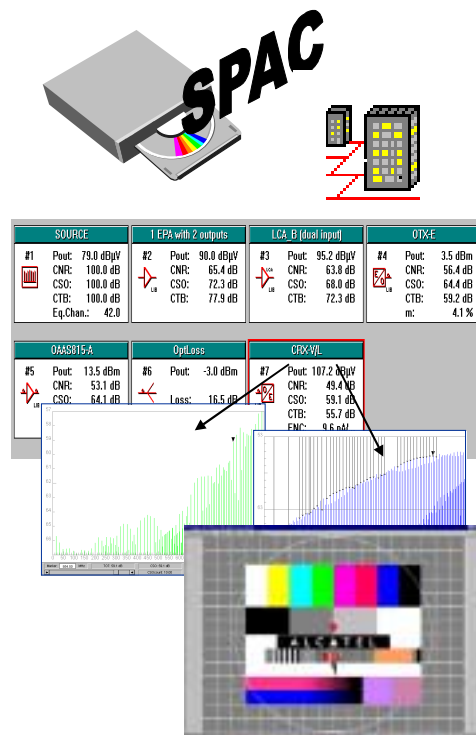 SPAC
SOURCE
#1 Pout: 79.0 dBµV
CNR: 100.0 dB
CSO: 100.0 dB
CTB: 100.0 dB
Eq.Chan.: 42.0
1 EPA with 2 outputs
#2 Pout: 90.0 dBµV
CNR: 65.4 dB
CSO: 72.3 dB
CTB: 77.9 dB
LIB
LCA_B (dual input)
#3 Pout: 95.2 dBµV
LCA CNR: 63.8 dB
CSO: 68.0 dB
CTB: 72.3 dB
LIB
OTX-E
#4 Pout: 3.5 dBm
CNR: 56.4 dB
E O CSO: 64.4 dB
CTB: 59.2 dB
LIB m: 4.1 %
OAAS815-A
#5 Pout: 13.5 dBm
CNR: 53.1 dB
CSO: 64.1 dB
LIB
OptLoss
#6 Pout: -3.0 dBm
Loss: 16.5 dB
CRX-V/L
#7 Pout: 107.2 dBµV
CNR: 49.4 dB
CSO: 59.1 dB
CTB: 55.7 dB
ENC: 9.6 pA/
ALCATEL